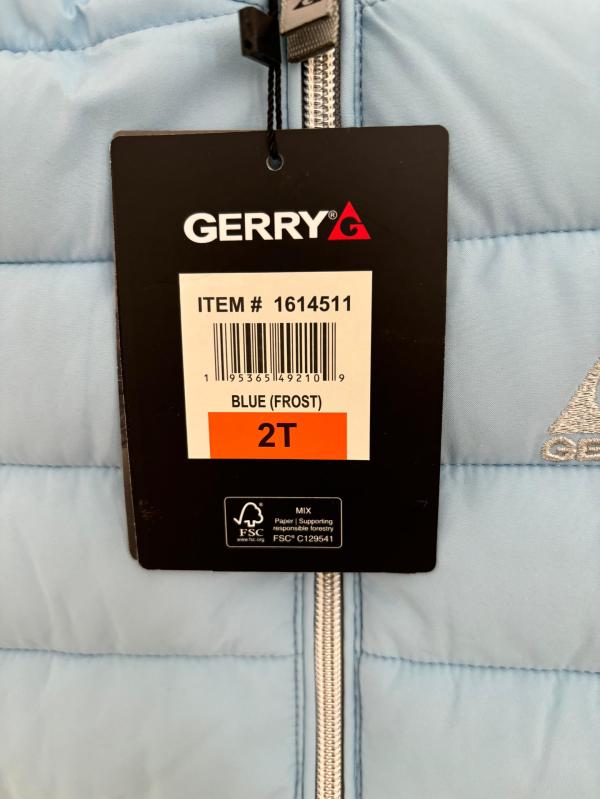 GERRY®
ITEM # 1614511
1 95365 49210 9
BLUE (FROST)
2T
FSC
www.fsc.org
MIX
Paper | Supporting
responsible forestry
FSC® C129541